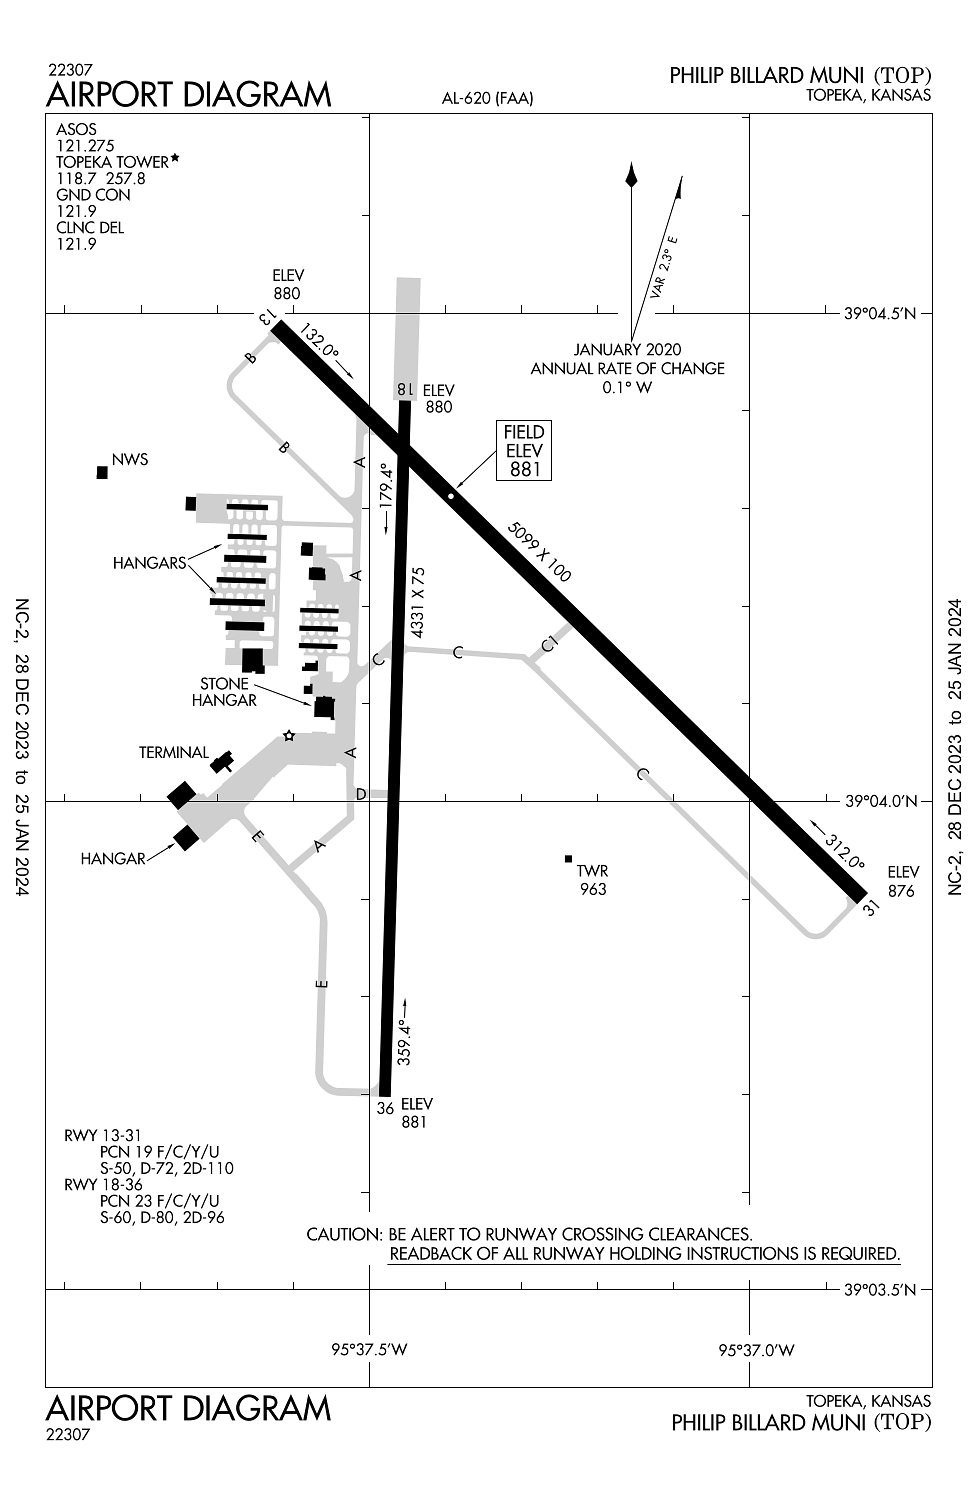 22307
AIRPORT DIAGRAM
AL-620 (FAA)
PHILIP BILLARD MUNI (TOP)
TOPEKA, KANSAS
ASOS
121.275
TOPEKA TOWER★
118.7 257.8
GND CON
121.9
CLNC DEL
121.9
VAR 2.3° E
JANUARY 2020
ANNUAL RATE OF CHANGE
0.1° W
ELEV
880
13
132.0°
39°04.5'N
B
18
ELEV
880
FIELD
ELEV
881
B
A
NWS
179.4°
5099 X 100
HANGARS
A
4331 X 75
C
C
C1
STONE
HANGAR
TERMINAL
A
C
D
39°04.0'N
E
A
HANGAR
312.0°
TWR
963
ELEV
876
31
E
359.4°
36
ELEV
881
RWY 13-31
PCN 19 F/C/Y/U
S-50, D-72, 2D-110
RWY 18-36
PCN 23 F/C/Y/U
S-60, D-80, 2D-96
CAUTION: BE ALERT TO RUNWAY CROSSING CLEARANCES.
READBACK OF ALL RUNWAY HOLDING INSTRUCTIONS IS REQUIRED.
39°03.5'N
95°37.5'W
95°37.0'W
NC-2, 28 DEC 2023 to 25 JAN 2024
NC-2, 28 DEC 2023 to 25 JAN 2024
AIRPORT DIAGRAM
22307
TOPEKA, KANSAS
PHILIP BILLARD MUNI (TOP)